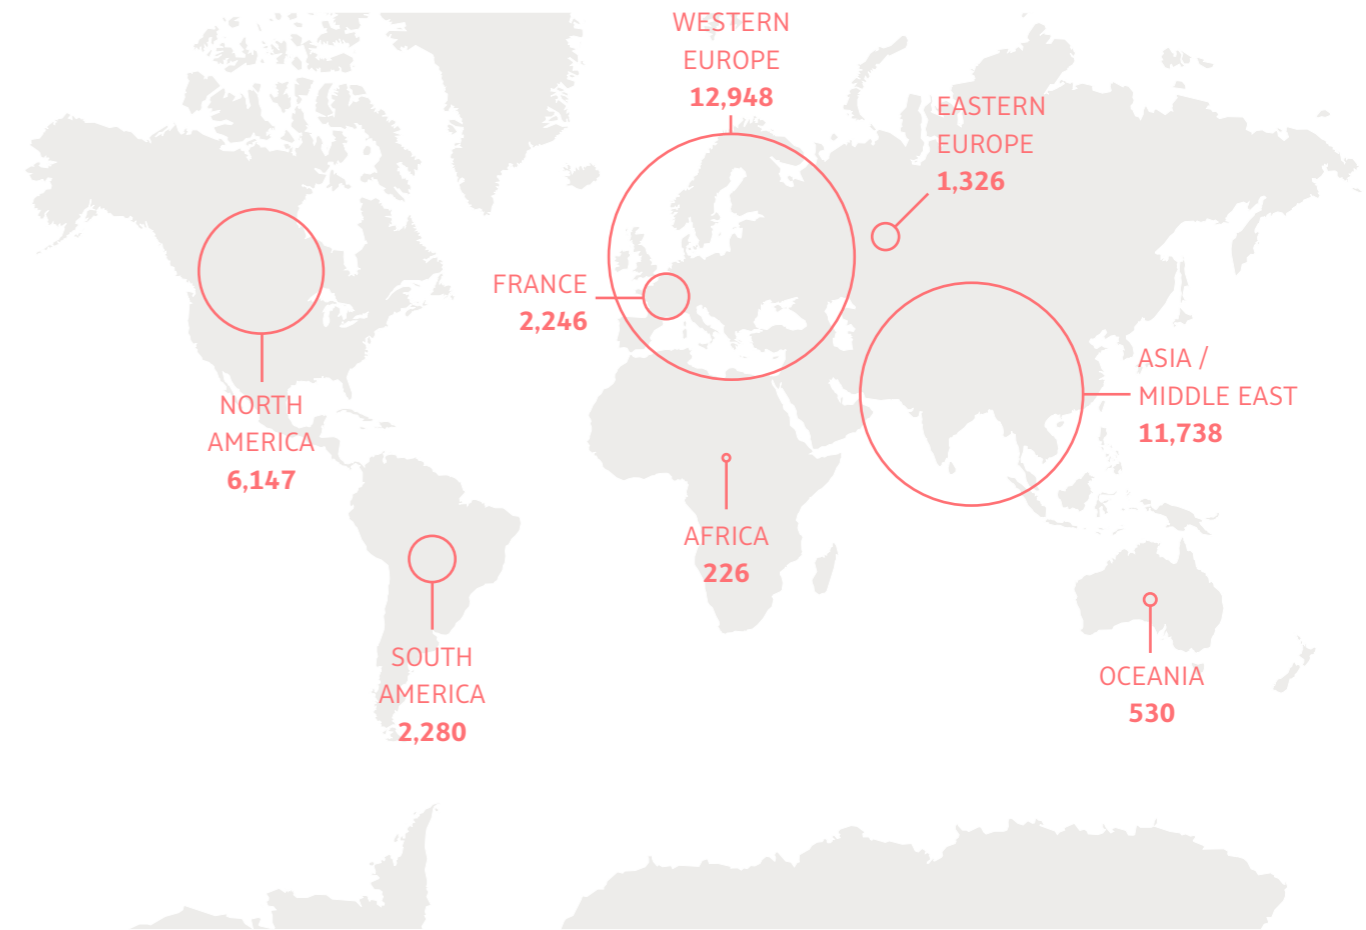 WESTERN
EUROPE
12,948
EASTERN
EUROPE
1,326
FRANCE
2,246
ASIA /
MIDDLE EAST
11,738
NORTH
AMERICA
6,147
AFRICA
226
SOUTH
AMERICA
2,280
OCEANIA
530